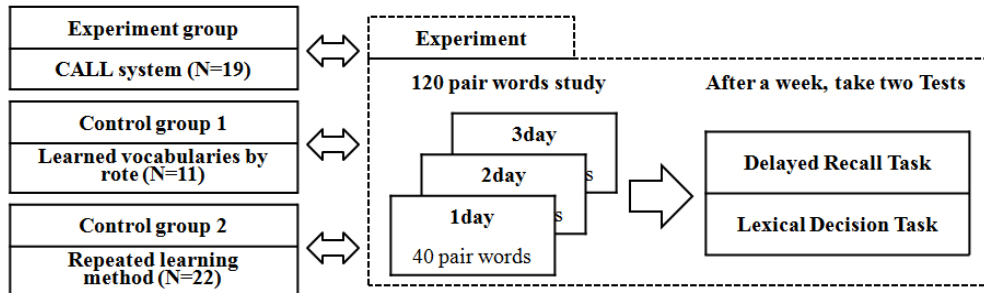 Experiment group
CALL system (N=19)
Control group 1
Learned vocabularies by
rote (N=11)
Control group 2
Repeated learning
method (N=22)
Experiment
120 pair words study
3day
s
2day
s
1day
40 pair words
After a week, take two Tests
Delayed Recall Task
Lexical Decision Task